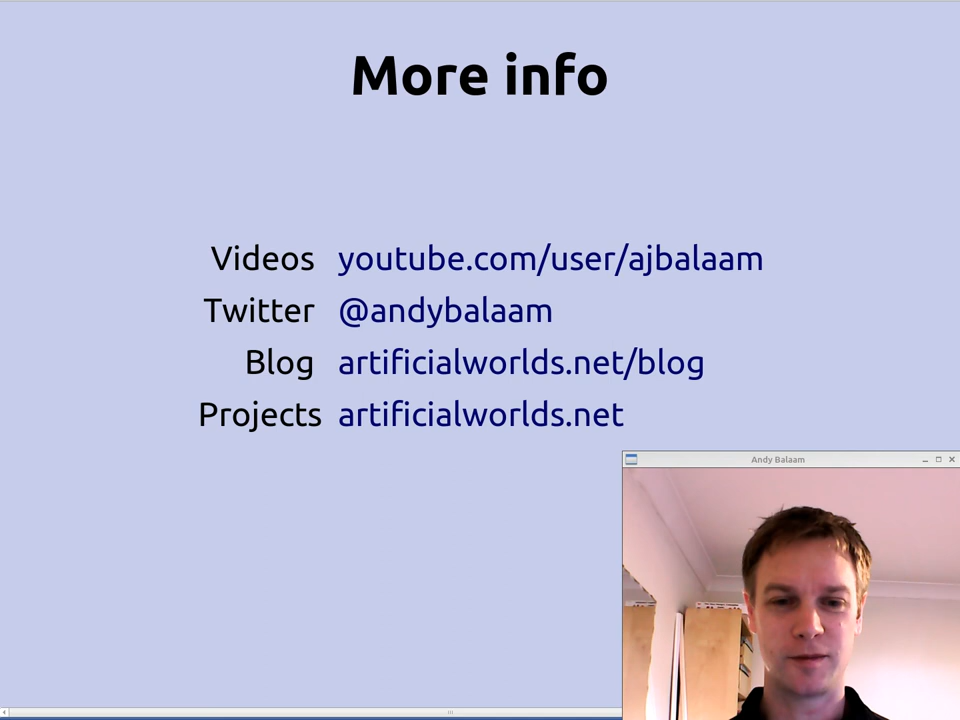 More info
Videos youtube.com/user/ajbalaam
Twitter @andybalaam
Blog artificialworlds.net/blog
Projects artificialworlds.net
Andy Balaam